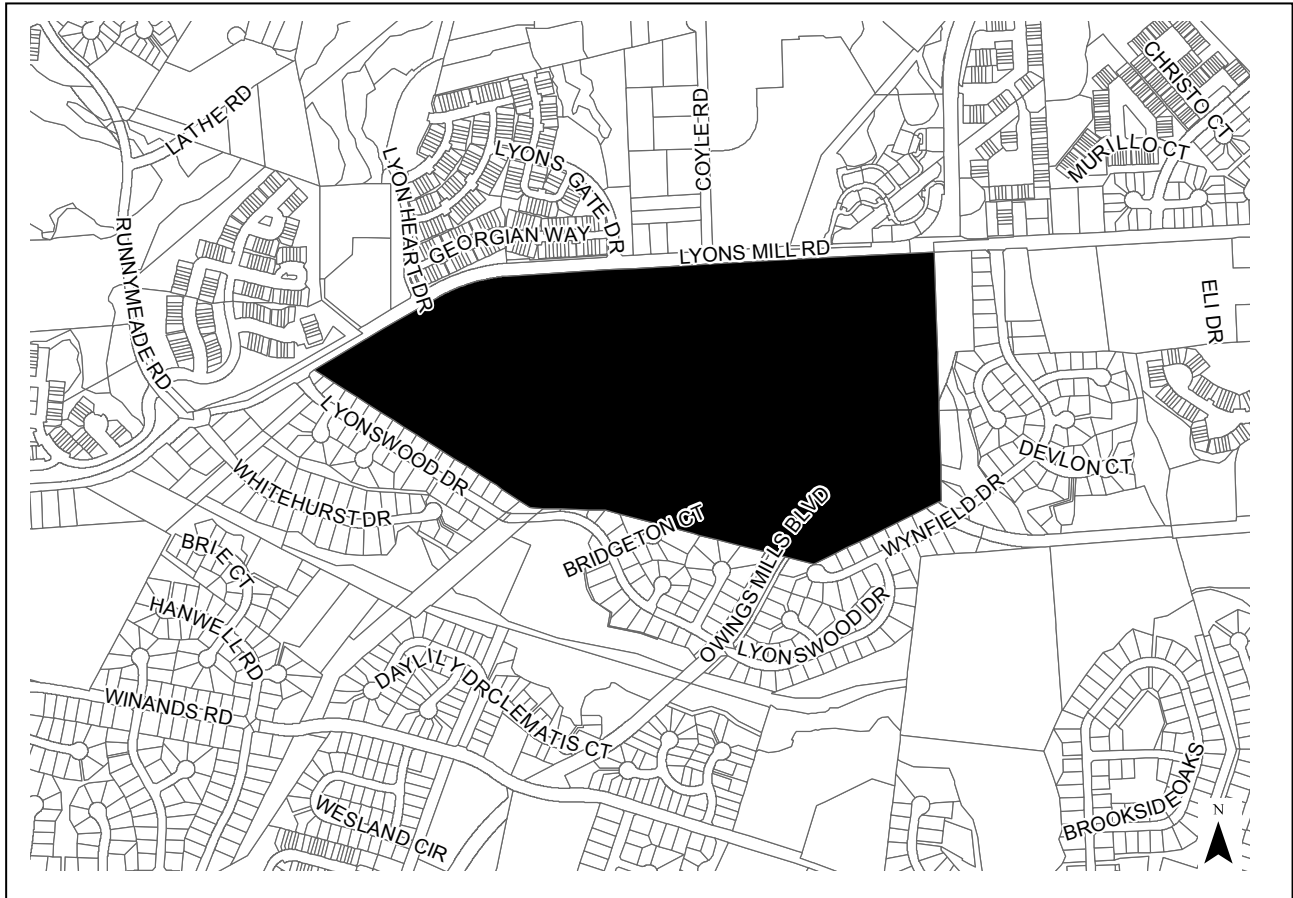 CHRISTO CT
LATHE RD
COYLE RD
MURILLO CT
LYONS GATE DR
LYON HEART DR
GEORGIAN WAY
RUNNYMEADE RD
LYONS MILL RD
ELI DR
LYONSWOOD DR
DEVLON CT
WHITEHURST DR
BRIDGETON CT
OWINGS MILLS BLVD
WYNFIELD DR
BRIE CT
HANWELL RD
LYONSWOOD DR
DAYLILY DR
CLEMATIS CT
WINANDS RD
WESLAND CIR
BROOKSIDEOAKS
N